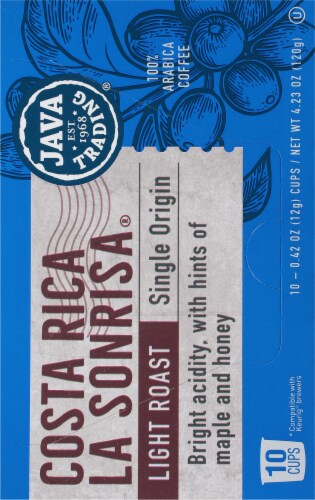 JAVA
EST.
1968
TRADING®
100%
ARABICA
COFFEE
COSTA RICA
LA SONRISA®
LIGHT ROAST Single Origin
Bright acidity, with hints of
maple and honey
10 CUPS
*Compatible with
Keurig® brewers
10 – 0.42 OZ (12g) CUPS / NET WT 4.23 OZ (120g)
U